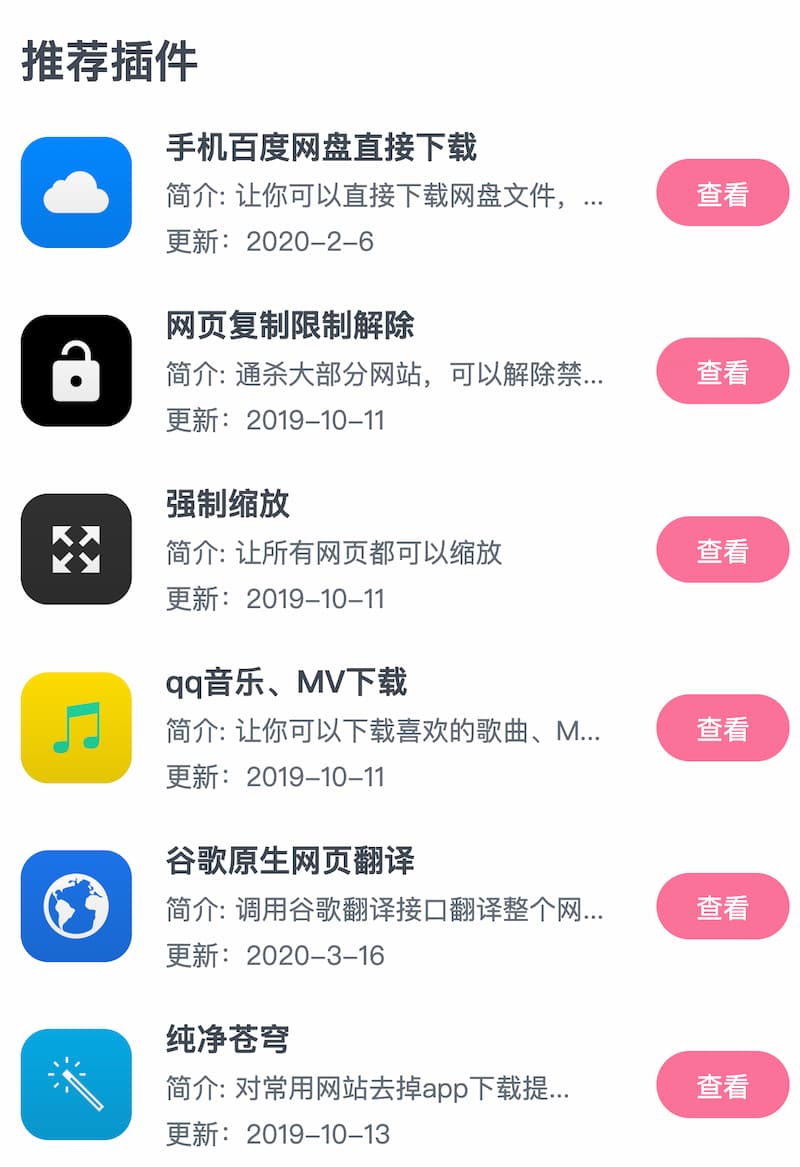 推荐插件
手机百度网盘直接下载
简介: 让你可以直接下载网盘文件，...
更新：2020-2-6
查看
网页复制限制解除
简介: 通杀大部分网站，可以解除禁...
更新：2019-10-11
查看
强制缩放
简介: 让所有网页都可以缩放
更新：2019-10-11
查看
qq音乐、MV下载
简介: 让你可以下载喜欢的歌曲、M...
更新：2019-10-11
查看
谷歌原生网页翻译
简介: 调用谷歌翻译接口翻译整个网...
更新：2020-3-16
查看
纯净苍穹
简介: 对常用网站去掉app下载提...
更新：2019-10-13
查看